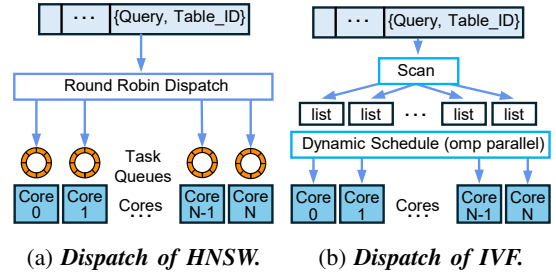 ... {Query, Table_ID}
Round Robin Dispatch
Task
Queues
Core
0
Core
1
Cores
...
Core
N-1
Core
N
(a) Dispatch of HNSW.
... {Query, Table_ID}
Scan
list list ... list list
Dynamic Schedule (omp parallel)
Core
0
Core
1
Cores
...
Core
N-1
Core
N
(b) Dispatch of IVF.